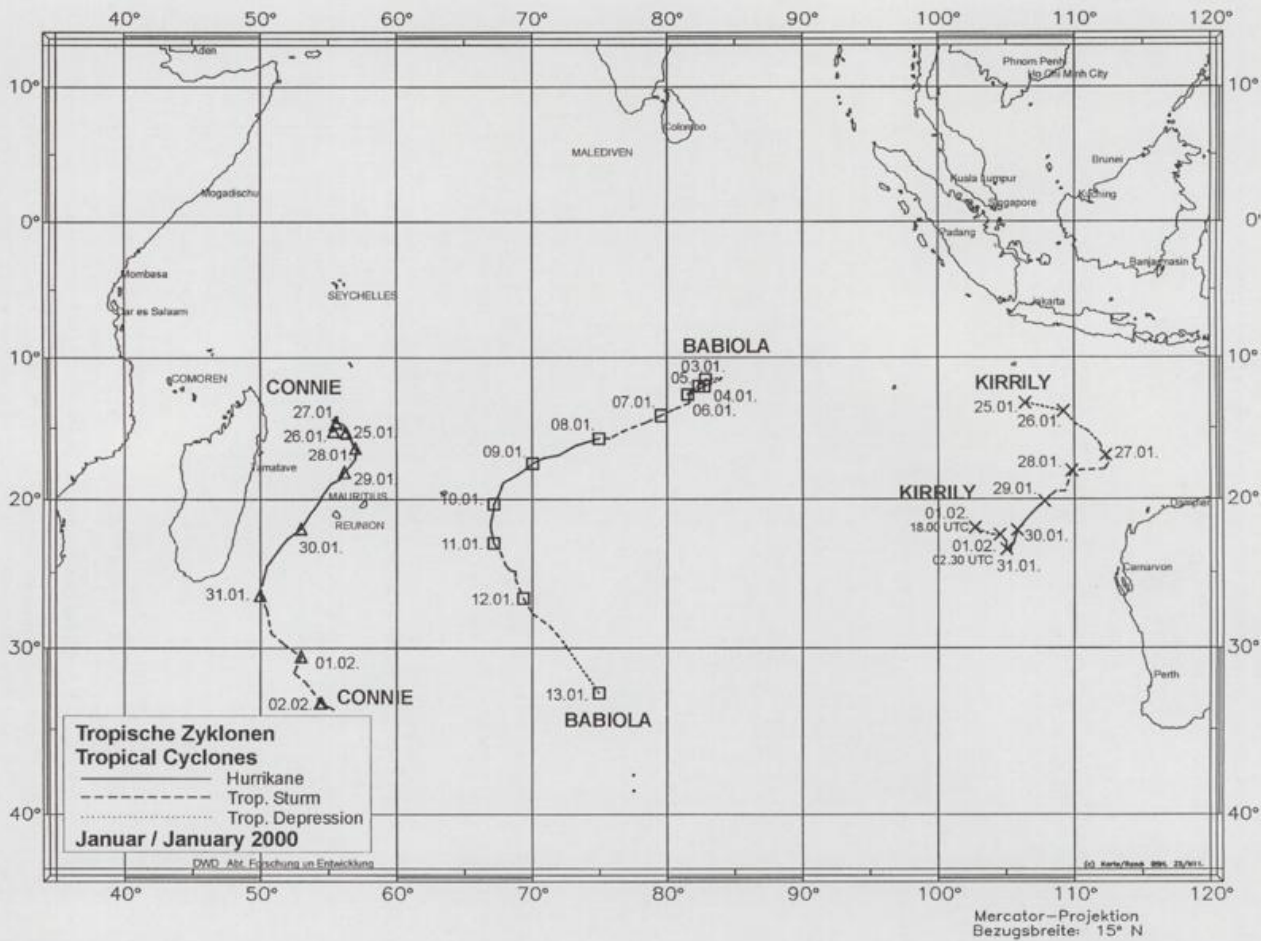 40° 50° 60° 70° 80° 90° 100° 110° 120°
Aden
Phnom Penh
Ho Chi Minh City
10° 10°
Colombo
MALEDIVEN
Brunei
Kuala Lumpur
Mogadischu
Kuching
Singapore
0° 0°
Padang
Banjarmasin
Mombasa
SEYCHELLES
Jakarta
Dar es Salaam
10° 10°
BABIOLA
03.01.
COMOREN
CONNIE
05.
04.01.
KIRRILY
27.01.
07.01.
06.01.
25.01.
26.01.
26.01.
25.01.
08.01.
28.01.
09.01.
27.01.
Tamatave
28.01.
29.01.
MAURITIUS
10.01.
29.01.
KIRRILY
20° 20°
Dampier
REUNION
01.02.
18.00 UTC
30.01.
11.01.
30.01.
01.02.
02.30 UTC
31.01.
Carnarvon
31.01.
12.01.
30° 30°
01.02.
Perth
02.02.
CONNIE
13.01.
BABIOLA
Tropische Zyklonen
Tropical Cyclones
Hurrikane
Trop. Sturm
Trop. Depression
Januar / January 2000
40° 40°
DWD Abt. Forschung un Entwicklung
40° 50° 60° 70° 80° 90° 100° 110° 120°
Mercator-Projektion
Bezugsbreite: 15° N